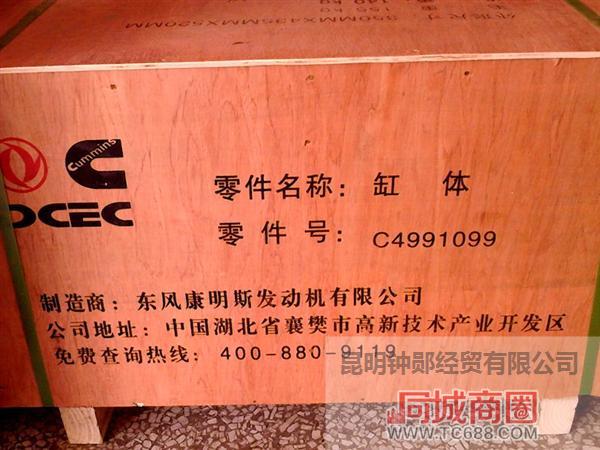 850MMX435MMX520MM
Cummins
DCEC
零件名称：缸 体
零 件 号：C4991099
制造商：东风康明斯发动机有限公司
公司地址：中国湖北省襄樊市高新技术产业开发区
免费查询热线：400-880-9119
昆明钟郧经贸有限公司
同城商圈
www.TC688.com